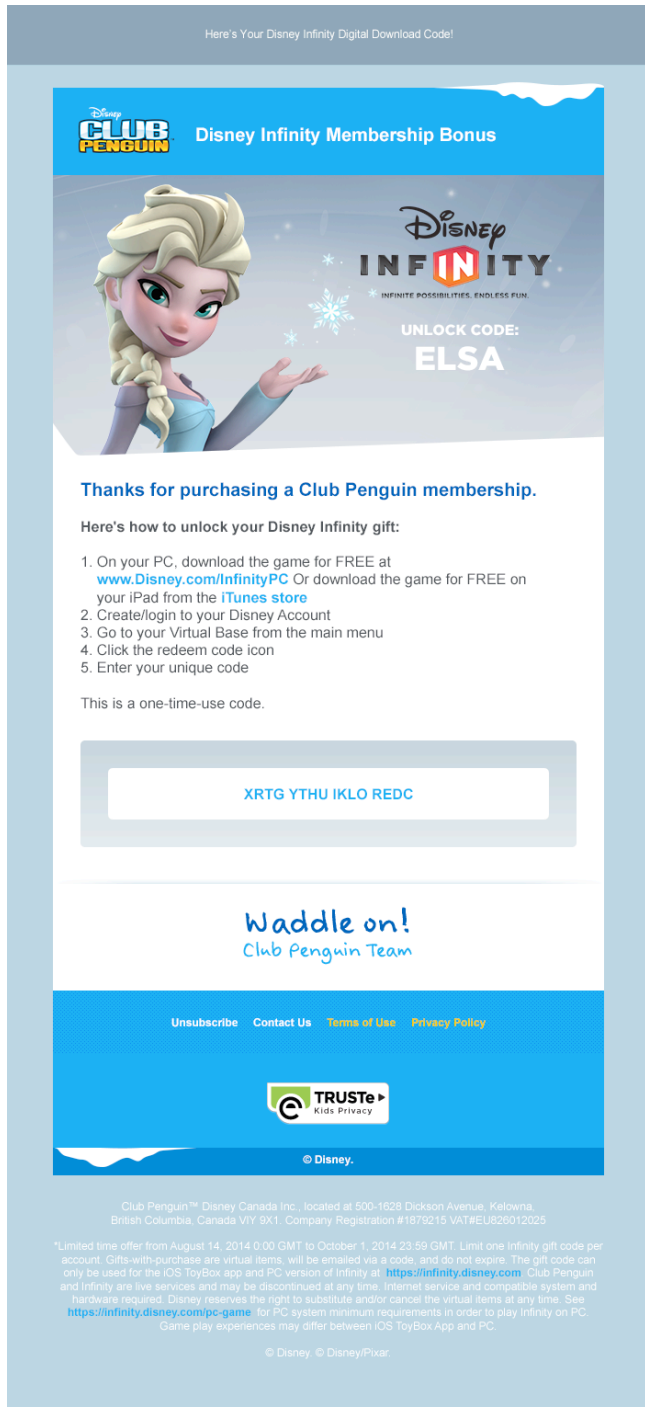 Here's Your Disney Infinity Digital Download Code!
Disney
CLUB
PENGUIN
Disney Infinity Membership Bonus
Disney
INFINITY
INFINITE POSSIBILITIES. ENDLESS FUN.
UNLOCK CODE:
ELSA
Thanks for purchasing a Club Penguin membership.
Here's how to unlock your Disney Infinity gift:
1. On your PC, download the game for FREE at
www.Disney.com/InfinityPC Or download the game for FREE on
your iPad from the iTunes store
2. Create/login to your Disney Account
3. Go to your Virtual Base from the main menu
4. Click the redeem code icon
5. Enter your unique code
This is a one-time-use code.
XRTG YTHU IKLO REDC
Waddle on!
Club Penguin Team
Unsubscribe Contact Us Terms of Use Privacy Policy
e
TRUSTe
Kids Privacy
© Disney.
Club Penguin™ Disney Canada Inc., located at 500-1628 Dickson Avenue, Kelowna,
British Columbia, Canada VIY 9X1. Company Registration #1879215 VAT#EU826012025
*Limited time offer from August 14, 2014 0:00 GMT to October 1, 2014 23:59 GMT. Limit one Infinity gift code per
account. Gifts-with-purchase are virtual items, will be emailed via a code, and do not expire. The gift code can
only be used for the iOS ToyBox app and PC version of Infinity at https://infinity.disney.com Club Penguin
and Infinity are live services and may be discontinued at any time. Internet service and compatible system and
hardware required. Disney reserves the right to substitute and/or cancel the virtual items at any time. See
https://infinity.disney.com/pc-game for PC system minimum requirements in order to play Infinity on PC.
Game play experiences may differ between iOS ToyBox App and PC.
© Disney. © Disney/Pixar.